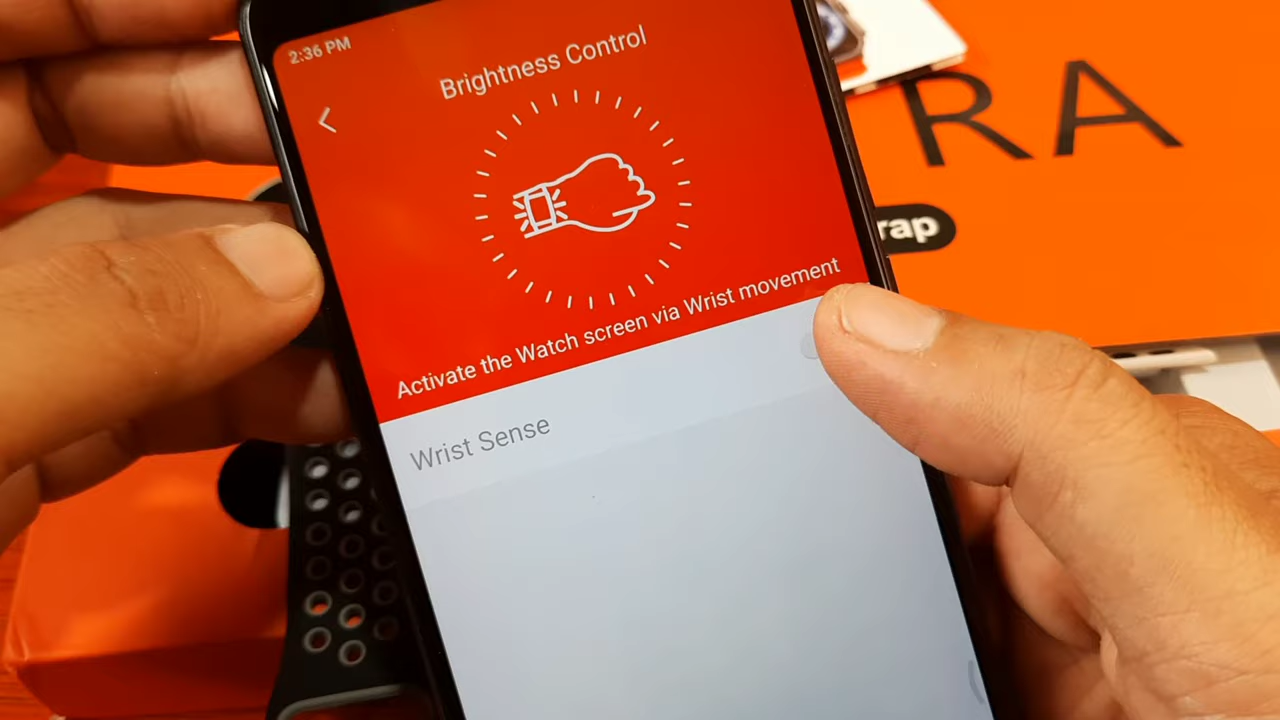 2:36 PM
Brightness Control
Activate the Watch screen via Wrist movement
Wrist Sense
RA
rap